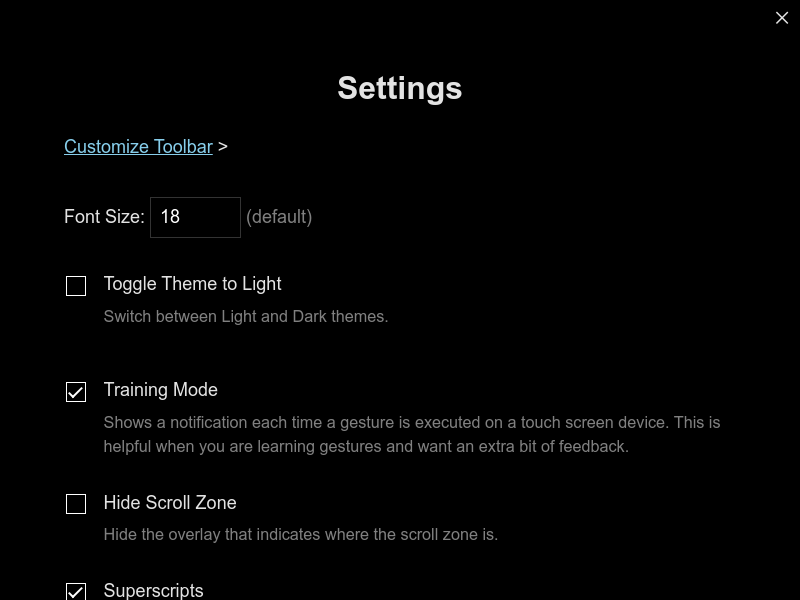 Settings
Customize Toolbar >
Font Size: 18 (default)
Toggle Theme to Light
Switch between Light and Dark themes.
Training Mode
Shows a notification each time a gesture is executed on a touch screen device. This is
helpful when you are learning gestures and want an extra bit of feedback.
Hide Scroll Zone
Hide the overlay that indicates where the scroll zone is.
Superscripts